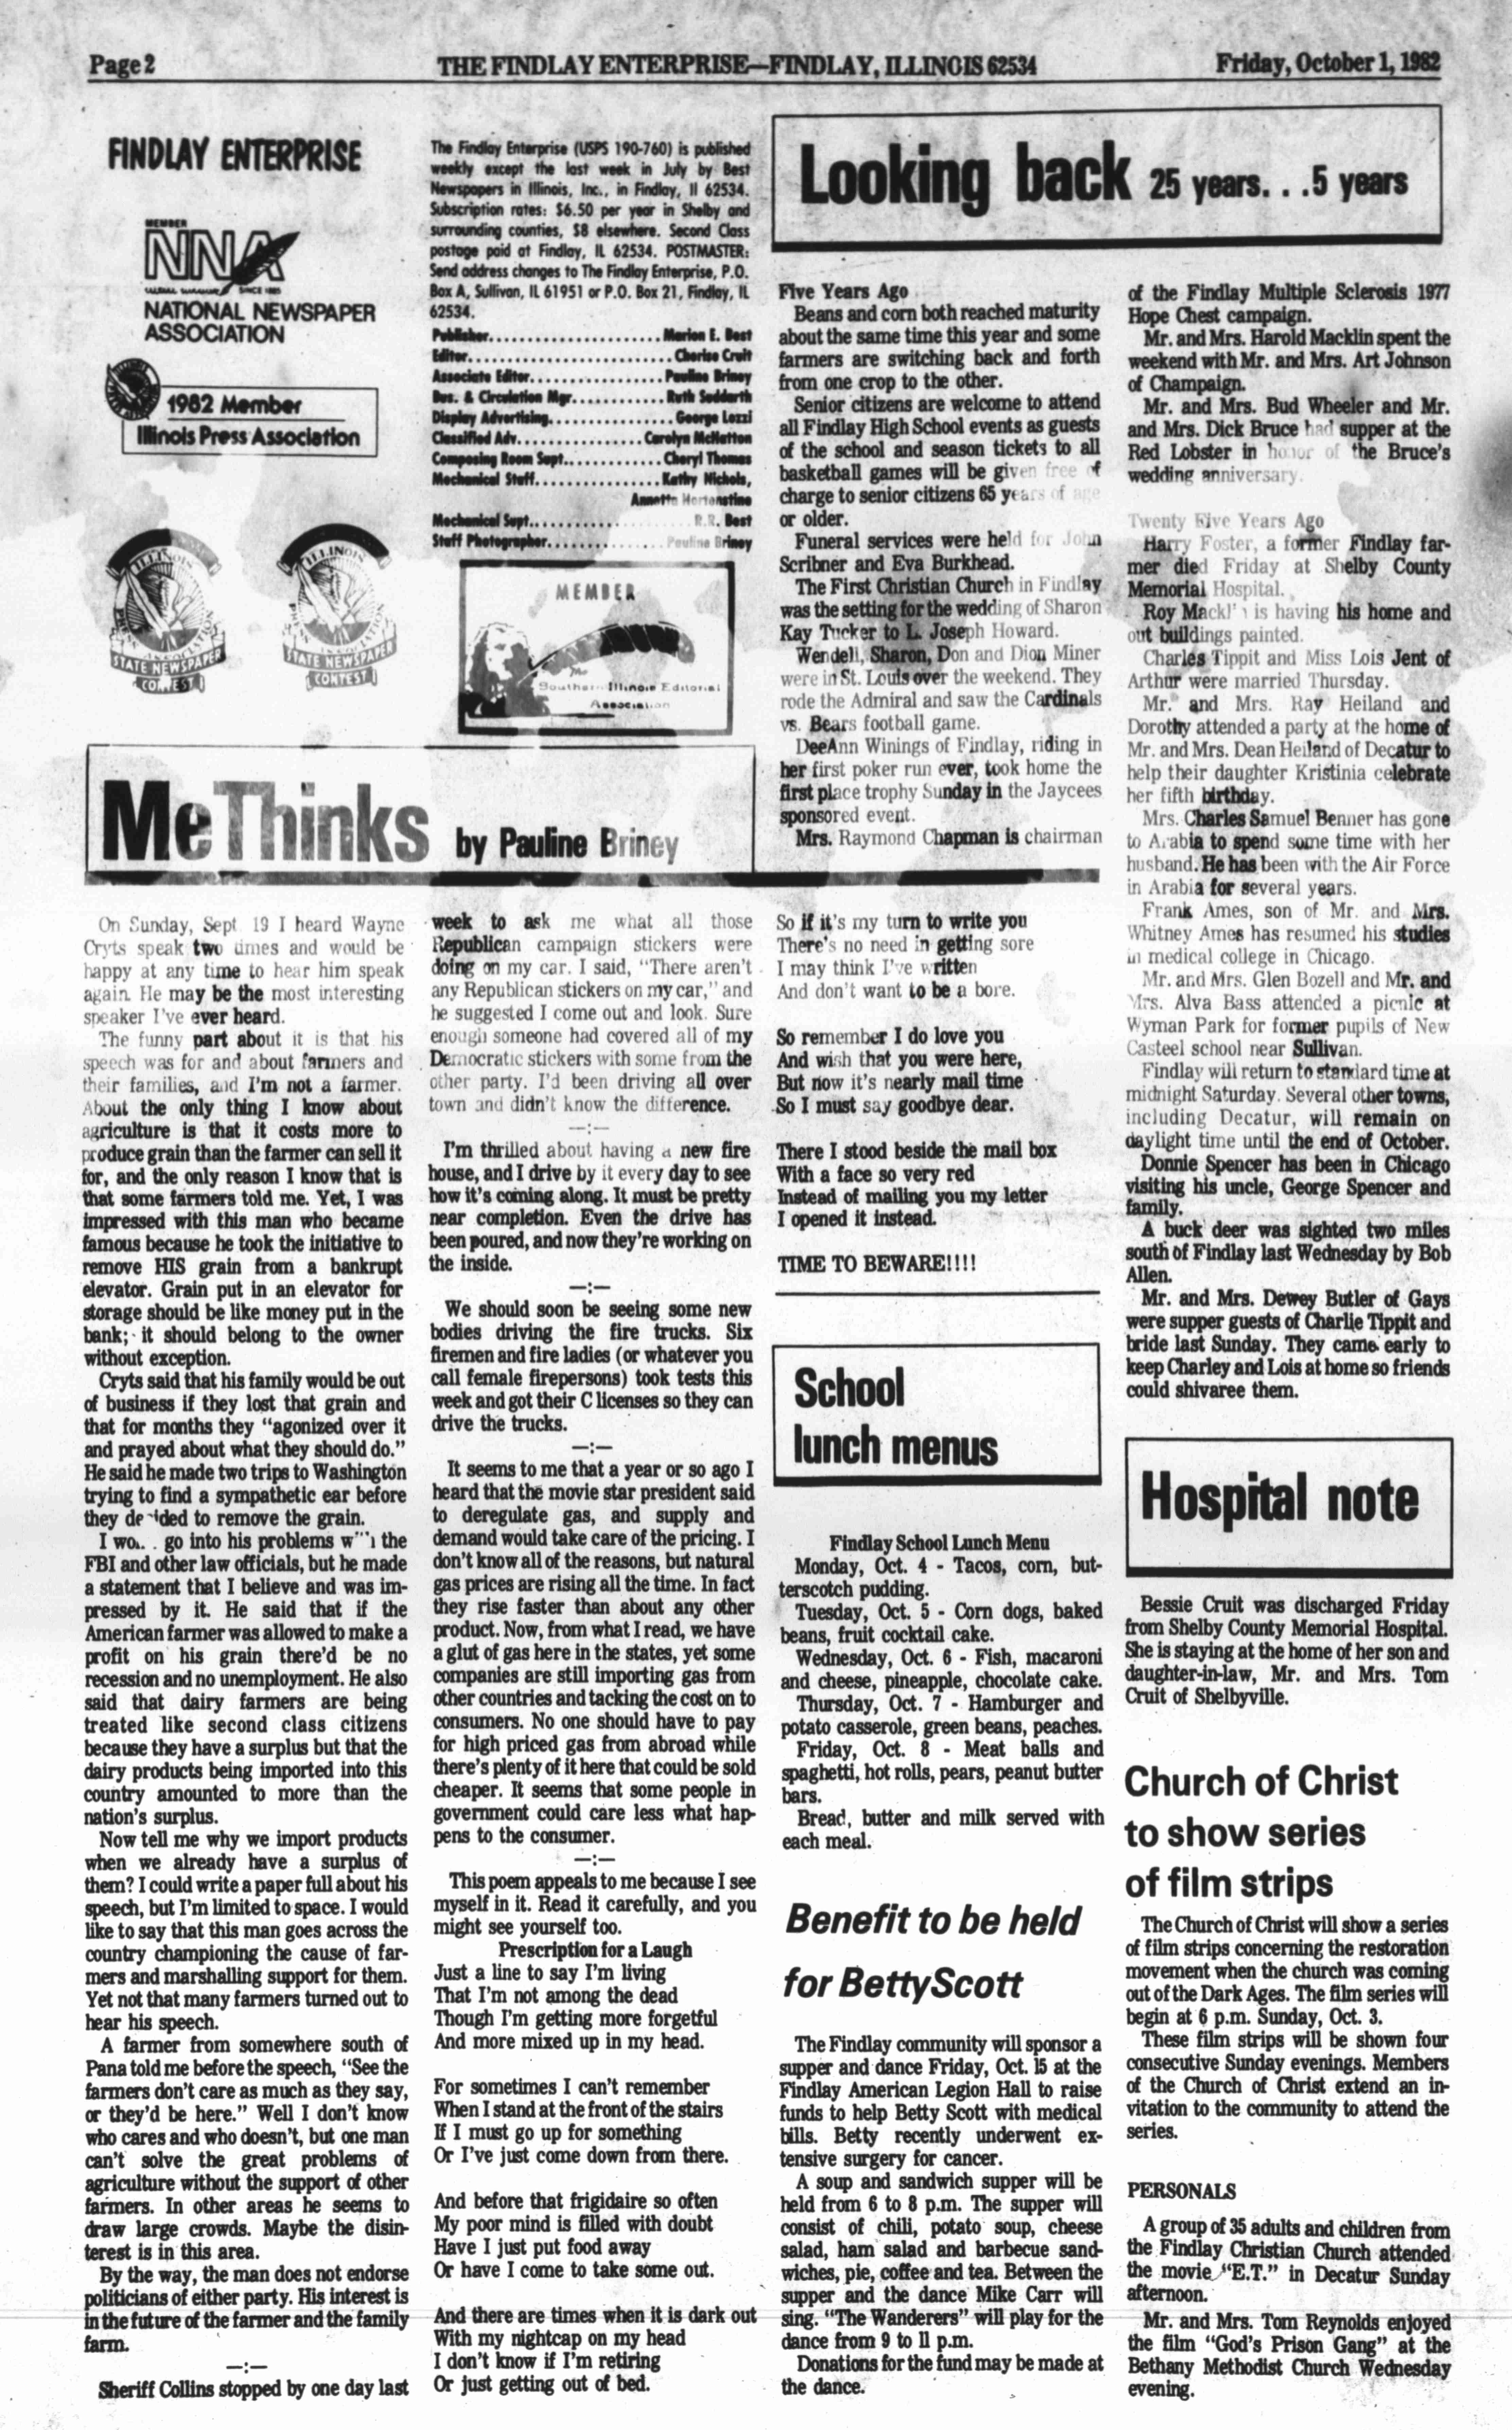 Page 2
THE FINDLAY ENTERPRISE—FINDLAY, ILLINOIS 62534
Friday, October 1, 1982
FINDLAY ENTERPRISE
MEMBER
NNA
SINCE 1885
NATIONAL NEWSPAPER
ASSOCIATION
1982 Member
Illinois Press Association
ILLINOIS
STATE NEWSPAPER
CONTEST
ILLINOIS
STATE NEWSPAPER
CONTEST
The Findlay Enterprise (USPS 190-760) is published
weekly except the last week in July by Best
Newspapers in Illinois, Inc., in Findlay, Il 62534.
Subscription rates: $6.50 per year in Shelby and
surrounding counties, $8 elsewhere. Second Class
postage paid at Findlay, IL 62534. POSTMASTER:
Send address changes to The Findlay Enterprise, P.O.
Box A, Sullivan, IL 61951 or P.O. Box 21, Findlay, IL
62534.
Publisher.....................Marion E. Best
Editor.........................Cherise Cruit
Associate Editor................Pauline Briney
Bus. & Circulation Mgr...........Ruth Suddarth
Display Advertising...............George Lozzi
Classified Adv...............Carolyn McNutton
Composing Room Supt............Cheryl Thomas
Mechanical Staff...............Kathy Nichols,
Annette Hortenstine
Mechanical Supt....................R.R. Best
Staff Photographer..............Pauline Briney
MEMBER
Southern Illinois Editorial
Association
MeThinks by Pauline Briney
On Sunday, Sept. 19 I heard Wayne
Cryts speak two times and would be
happy at any time to hear him speak
again. He may be the most interesting
speaker I've ever heard.
The funny part about it is that his
speech was for and about farmers and
their families, and I'm not a farmer.
About the only thing I know about
agriculture is that it costs more to
produce grain than the farmer can sell it
for, and the only reason I know that is
that some farmers told me. Yet, I was
impressed with this man who became
famous because he took the initiative to
remove HIS grain from a bankrupt
elevator. Grain put in an elevator for
storage should be like money put in the
bank; it should belong to the owner
without exception.
Cryts said that his family would be out
of business if they lost that grain and
that for months they "agonized over it
and prayed about what they should do."
He said he made two trips to Washington
trying to find a sympathetic ear before
they decided to remove the grain.
I go into his problems the
FBI and other law officials, but he made
a statement that I believe and was im-
pressed by it. He said that if the
American farmer was allowed to make a
profit on his grain there'd be no
recession and no unemployment. He also
said that dairy farmers are being
treated like second class citizens
because they have a surplus but that the
dairy products being imported into this
country amounted to more than the
nation's surplus.
Now tell me why we import products
when we already have a surplus of
them? I could write a paper full about his
speech, but I'm limited to space. I would
like to say that this man goes across the
country championing the cause of far-
mers and marshalling support for them.
Yet not that many farmers turned out to
hear his speech.
A farmer from somewhere south of
Pana told me before the speech, "See the
farmers don't care as much as they say,
or they'd be here." Well I don't know
who cares and who doesn't, but one man
can't solve the great problems of
agriculture without the support of other
farmers. In other areas he seems to
draw large crowds. Maybe the disin-
terest is in this area.
By the way, the man does not endorse
politicians of either party. His interest is
in the future of the farmer and the family
farm.
—:—
Sheriff Collins stopped by one day last
week to ask me what all those
Republican campaign stickers were
doing on my car. I said, "There aren't
any Republican stickers on my car," and
he suggested I come out and look. Sure
enough someone had covered all of my
Democratic stickers with some from the
other party. I'd been driving all over
town and didn't know the difference.
—:—
I'm thrilled about having a new fire
house, and I drive by it every day to see
how it's coming along. It must be pretty
near completion. Even the drive has
been poured, and now they're working on
the inside.
—:—
We should soon be seeing some new
bodies driving the fire trucks. Six
firemen and fire ladies (or whatever you
call female firepersons) took tests this
week and got their C licenses so they can
drive the trucks.
—:—
It seems to me that a year or so ago I
heard that the movie star president said
to deregulate gas, and supply and
demand would take care of the pricing. I
don't know all of the reasons, but natural
gas prices are rising all the time. In fact
they rise faster than about any other
product. Now, from what I read, we have
a glut of gas here in the states, yet some
companies are still importing gas from
other countries and tacking the cost on to
consumers. No one should have to pay
for high priced gas from abroad while
there's plenty of it here that could be sold
cheaper. It seems that some people in
government could care less what hap-
pens to the consumer.
—:—
This poem appeals to me because I see
myself in it. Read it carefully, and you
might see yourself too.
Prescription for a Laugh
Just a line to say I'm living
That I'm not among the dead
Though I'm getting more forgetful
And more mixed up in my head.
For sometimes I can't remember
When I stand at the front of the stairs
If I must go up for something
Or I've just come down from there.
And before that frigidaire so often
My poor mind is filled with doubt
Have I just put food away
Or have I come to take some out.
And there are times when it is dark out
With my nightcap on my head
I don't know if I'm retiring
Or just getting out of bed.
So if it's my turn to write you
There's no need in getting sore
I may think I've written
And don't want to be a bore.
So remember I do love you
And wish that you were here,
But now it's nearly mail time
So I must say goodbye dear.
There I stood beside the mail box
With a face so very red
Instead of mailing you my letter
I opened it instead.
TIME TO BEWARE!!!!
Looking back 25 years. . .5 years
Five Years Ago
Beans and corn both reached maturity
about the same time this year and some
farmers are switching back and forth
from one crop to the other.
Senior citizens are welcome to attend
all Findlay High School events as guests
of the school and season tickets to all
basketball games will be given free of
charge to senior citizens 65 years of age
or older.
Funeral services were held for John
Scribner and Eva Burkhead.
The First Christian Church in Findlay
was the setting for the wedding of Sharon
Kay Tucker to L. Joseph Howard.
Wendell, Sharon, Don and Dion Miner
were in St. Louis over the weekend. They
rode the Admiral and saw the Cardinals
vs. Bears football game.
DeeAnn Winings of Findlay, riding in
her first poker run ever, took home the
first place trophy Sunday in the Jaycees
sponsored event.
Mrs. Raymond Chapman is chairman
of the Findlay Multiple Sclerosis 1977
Hope Chest campaign.
Mr. and Mrs. Harold Macklin spent the
weekend with Mr. and Mrs. Art Johnson
of Champaign.
Mr. and Mrs. Bud Wheeler and Mr.
and Mrs. Dick Bruce had supper at the
Red Lobster in honor of the Bruce's
wedding anniversary.
Twenty Five Years Ago
Harry Foster, a former Findlay far-
mer died Friday at Shelby County
Memorial Hospital.
Roy is having his home and
out buildings painted.
Charles Tippit and Miss Lois Jent of
Arthur were married Thursday.
Mr. and Mrs. Ray Heiland and
Dorothy attended a party at the home of
Mr. and Mrs. Dean Heiland of Decatur to
help their daughter Kristinia celebrate
her fifth birthday.
Mrs. Charles Samuel Benner has gone
to Arabia to spend some time with her
husband. He has been with the Air Force
in Arabia for several years.
Frank Ames, son of Mr. and Mrs.
Whitney Ames has resumed his studies
in medical college in Chicago.
Mr. and Mrs. Glen Bozell and Mr. and
Mrs. Alva Bass attended a picnic at
Wyman Park for former pupils of New
Casteel school near Sullivan.
Findlay will return to standard time at
midnight Saturday. Several other towns,
including Decatur, will remain on
daylight time until the end of October.
Donnie Spencer has been in Chicago
visiting his uncle, George Spencer and
family.
A buck deer was sighted two miles
south of Findlay last Wednesday by Bob
Allen.
Mr. and Mrs. Dewey Butler of Gays
were supper guests of Charlie Tippit and
bride last Sunday. They came early to
keep Charley and Lois at home so friends
could shivaree them.
School
lunch menus
Findlay School Lunch Menu
Monday, Oct. 4 - Tacos, corn, but-
terscotch pudding.
Tuesday, Oct. 5 - Corn dogs, baked
beans, fruit cocktail cake.
Wednesday, Oct. 6 - Fish, macaroni
and cheese, pineapple, chocolate cake.
Thursday, Oct. 7 - Hamburger and
potato casserole, green beans, peaches.
Friday, Oct. 8 - Meat balls and
spaghetti, hot rolls, pears, peanut butter
bars.
Bread, butter and milk served with
each meal.
Benefit to be held
for Betty Scott
The Findlay community will sponsor a
supper and dance Friday, Oct. 15 at the
Findlay American Legion Hall to raise
funds to help Betty Scott with medical
bills. Betty recently underwent ex-
tensive surgery for cancer.
A soup and sandwich supper will be
held from 6 to 8 p.m. The supper will
consist of chili, potato soup, cheese
salad, ham salad and barbecue sand-
wiches, pie, coffee and tea. Between the
supper and the dance Mike Carr will
sing. "The Wanderers" will play for the
dance from 9 to 11 p.m.
Donations for the fund may be made at
the dance.
Hospital note
Bessie Cruit was discharged Friday
from Shelby County Memorial Hospital.
She is staying at the home of her son and
daughter-in-law, Mr. and Mrs. Tom
Cruit of Shelbyville.
Church of Christ
to show series
of film strips
The Church of Christ will show a series
of film strips concerning the restoration
movement when the church was coming
out of the Dark Ages. The film series will
begin at 6 p.m. Sunday, Oct. 3.
These film strips will be shown four
consecutive Sunday evenings. Members
of the Church of Christ extend an in-
vitation to the community to attend the
series.
PERSONALS
A group of 35 adults and children from
the Findlay Christian Church attended
the movie "E.T." in Decatur Sunday
afternoon.
Mr. and Mrs. Tom Reynolds enjoyed
the film "God's Prison Gang" at the
Bethany Methodist Church Wednesday
evening.